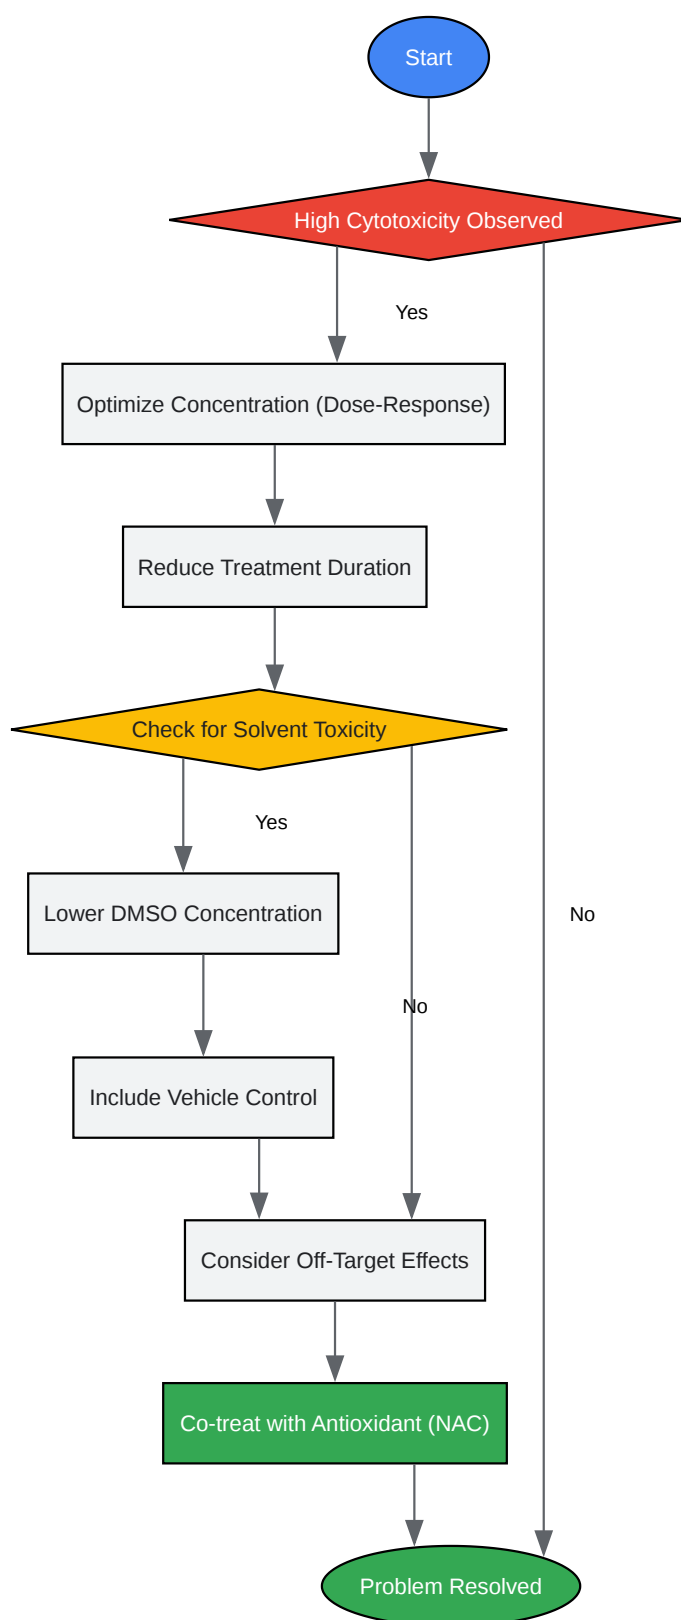 Start
High Cytotoxicity Observed
Yes
Optimize Concentration (Dose-Response)
Reduce Treatment Duration
Check for Solvent Toxicity
Yes
Lower DMSO Concentration
No
No
Include Vehicle Control
Consider Off-Target Effects
Co-treat with Antioxidant (NAC)
Problem Resolved